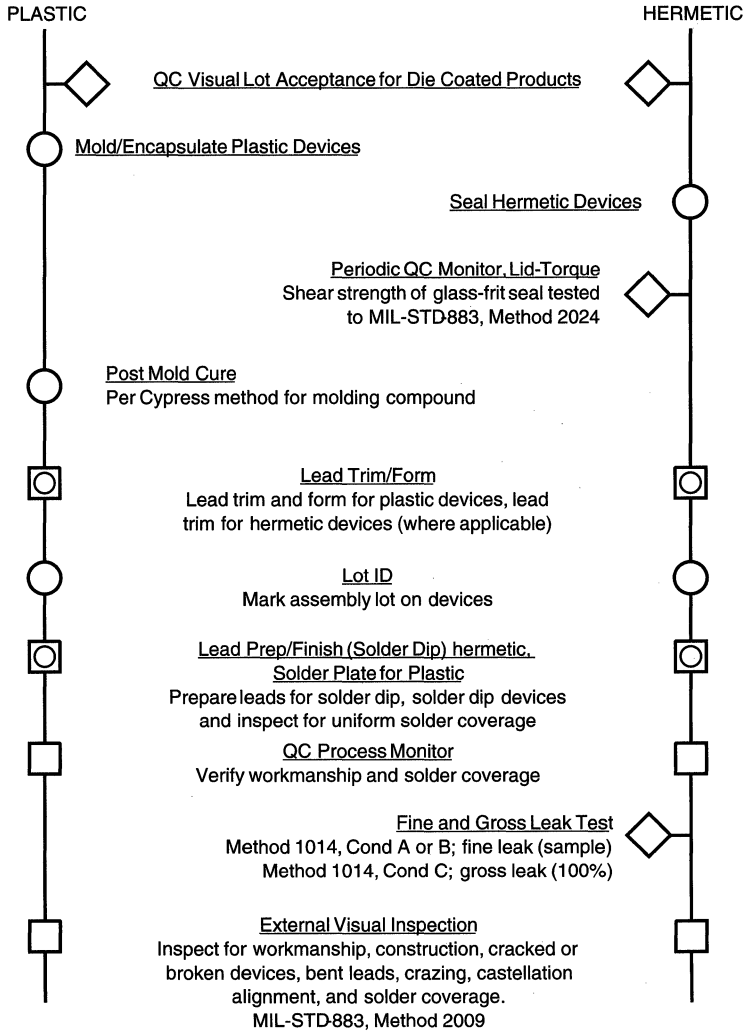 PLASTIC
HERMETIC
QC Visual Lot Acceptance for Die Coated Products
Mold/Encapsulate Plastic Devices
Seal Hermetic Devices
Periodic QC Monitor, Lid-Torque
Shear strength of glass-frit seal tested
to MIL-STD-883, Method 2024
Post Mold Cure
Per Cypress method for molding compound
Lead Trim/Form
Lead trim and form for plastic devices, lead
trim for hermetic devices (where applicable)
Lot ID
Mark assembly lot on devices
Lead Prep/Finish (Solder Dip) hermetic,
Solder Plate for Plastic
Prepare leads for solder dip, solder dip devices
and inspect for uniform solder coverage
QC Process Monitor
Verify workmanship and solder coverage
Fine and Gross Leak Test
Method 1014, Cond A or B; fine leak (sample)
Method 1014, Cond C; gross leak (100%)
External Visual Inspection
Inspect for workmanship, construction, cracked or
broken devices, bent leads, crazing, castellation
alignment, and solder coverage.
MIL-STD-883, Method 2009